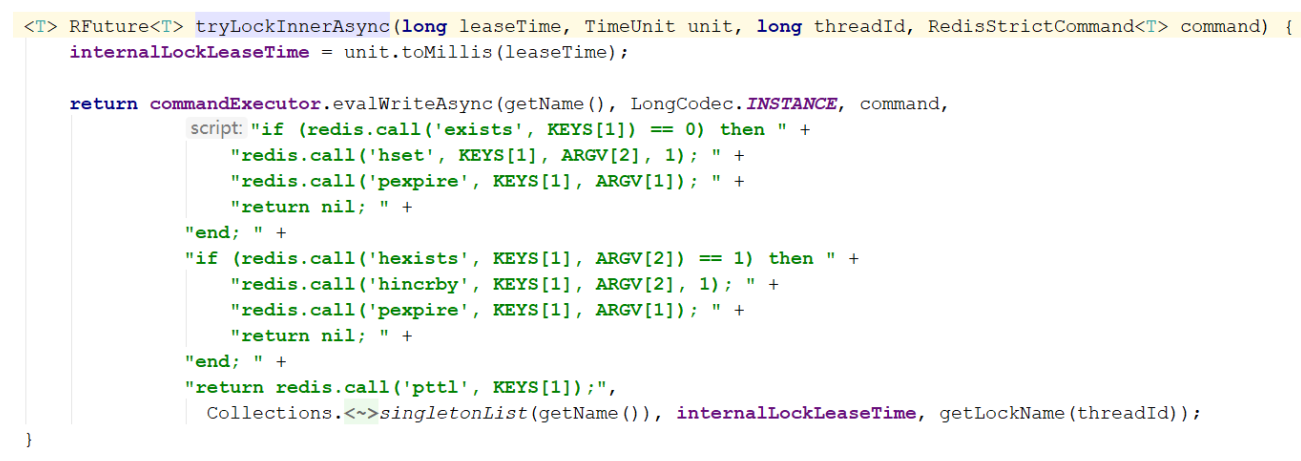 <T> RFuture<T> tryLockInnerAsync(long leaseTime, TimeUnit unit, long threadId, RedisStrictCommand<T> command) {
internalLockLeaseTime = unit.toMillis(leaseTime);
return commandExecutor.evalWriteAsync(getName(), LongCodec.INSTANCE, command,
script: "if (redis.call('exists', KEYS[1]) == 0) then " +
"redis.call('hset', KEYS[1], ARGV[2], 1); " +
"redis.call('pexpire', KEYS[1], ARGV[1]); " +
"return nil; " +
"end; " +
"if (redis.call('hexists', KEYS[1], ARGV[2]) == 1) then " +
"redis.call('hincrby', KEYS[1], ARGV[2], 1); " +
"redis.call('pexpire', KEYS[1], ARGV[1]); " +
"return nil; " +
"end; " +
"return redis.call('pttl', KEYS[1]);",
Collections.<~>singletonList(getName()), internalLockLeaseTime, getLockName(threadId));
}